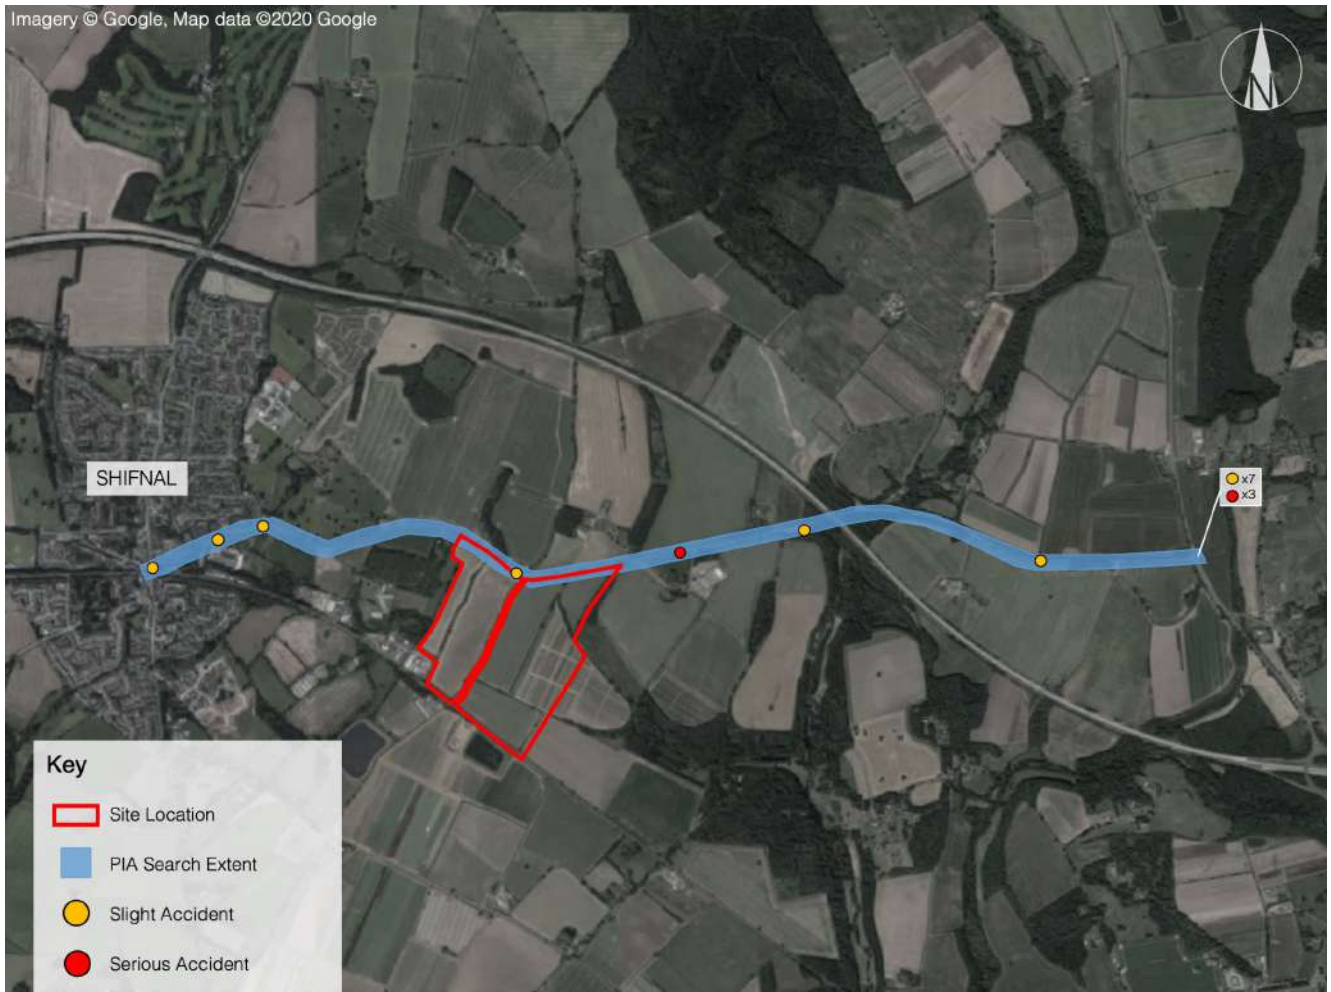 Imagery © Google, Map data ©2020 Google
N
SHIFNAL
x7
x3
Key
Site Location
PIA Search Extent
Slight Accident
Serious Accident